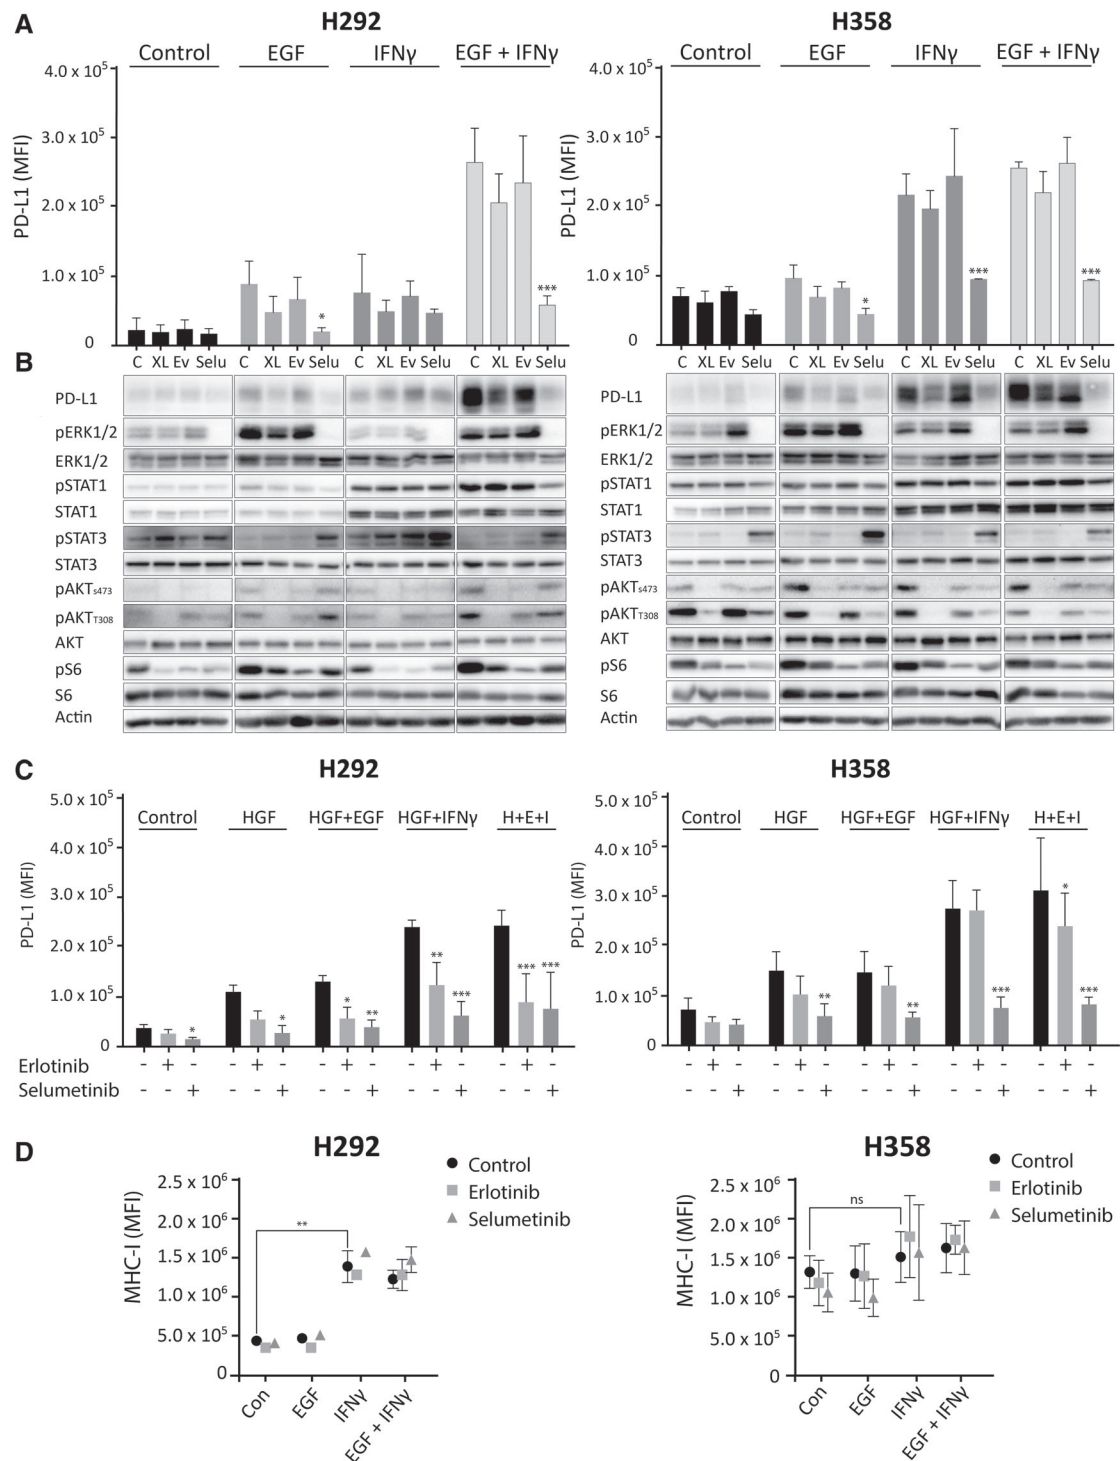 A
H292
H358
Control EGF IFNγ EGF + IFNγ
Control EGF IFNγ EGF + IFNγ
PD-L1 (MFI)
4.0 x 10⁵
3.0 x 10⁵
2.0 x 10⁵
1.0 x 10⁵
0
*
***
PD-L1 (MFI)
4.0 x 10⁵
3.0 x 10⁵
2.0 x 10⁵
1.0 x 10⁵
0
*
***
***
B
C XL Ev Selu C XL Ev Selu C XL Ev Selu C XL Ev Selu
C XL Ev Selu C XL Ev Selu C XL Ev Selu C XL Ev Selu
PD-L1
pERK1/2
ERK1/2
pSTAT1
STAT1
pSTAT3
STAT3
pAKTS473
pAKTT308
AKT
pS6
S6
Actin
PD-L1
pERK1/2
ERK1/2
pSTAT1
STAT1
pSTAT3
STAT3
pAKTS473
pAKTT308
AKT
pS6
S6
Actin
C
H292
H358
PD-L1 (MFI)
5.0 x 10⁵
4.0 x 10⁵
3.0 x 10⁵
2.0 x 10⁵
1.0 x 10⁵
0
Control HGF HGF+EGF HGF+IFNγ H+E+I
* * * ** ** *** *** ***
PD-L1 (MFI)
5.0 x 10⁵
4.0 x 10⁵
3.0 x 10⁵
2.0 x 10⁵
1.0 x 10⁵
0
Control HGF HGF+EGF HGF+IFNγ H+E+I
** ** *** * ***
Erlotinib - + - - + - - + - - + - - + -
Selumetinib - - + - - + - - + - - + - - +
- + - - + - - + - - + - - + -
- - + - - + - - + - - + - - +
D
H292
H358
MHC-I (MFI)
2.5 x 10⁶
2.0 x 10⁶
1.5 x 10⁶
1.0 x 10⁶
5.0 x 10⁵
0
**
Control
Erlotinib
Selumetinib
Con EGF IFNγ EGF + IFNγ
MHC-I (MFI)
2.5 x 10⁶
2.0 x 10⁶
1.5 x 10⁶
1.0 x 10⁶
5.0 x 10⁵
0
ns
Control
Erlotinib
Selumetinib
Con EGF IFNγ EGF + IFNγ